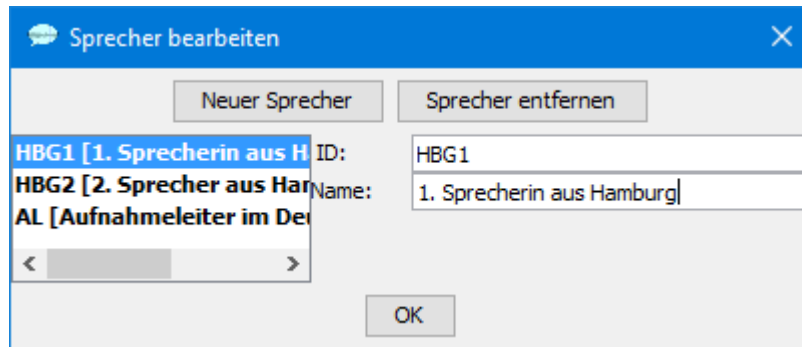 Sprecher bearbeiten
Neuer Sprecher Sprecher entfernen
HBG1 [1. Sprecherin aus H
HBG2 [2. Sprecher aus Har
AL [Aufnahmeleiter im De
ID: HBG1
Name: 1. Sprecherin aus Hamburg
OK